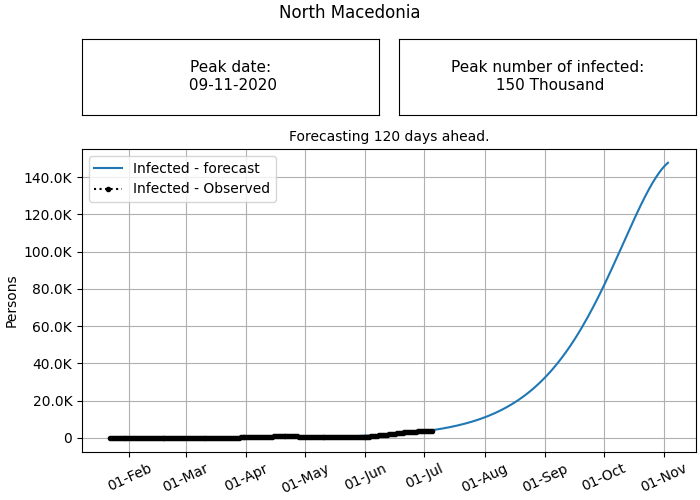 North Macedonia
Peak date:
09-11-2020
Peak number of infected:
150 Thousand
Forecasting 120 days ahead.
Infected - forecast
Infected - Observed
140.0K
120.0K
100.0K
80.0K
60.0K
40.0K
20.0K
0
Persons
01-Feb
01-Mar
01-Apr
01-May
01-Jun
01-Jul
01-Aug
01-Sep
01-Oct
01-Nov